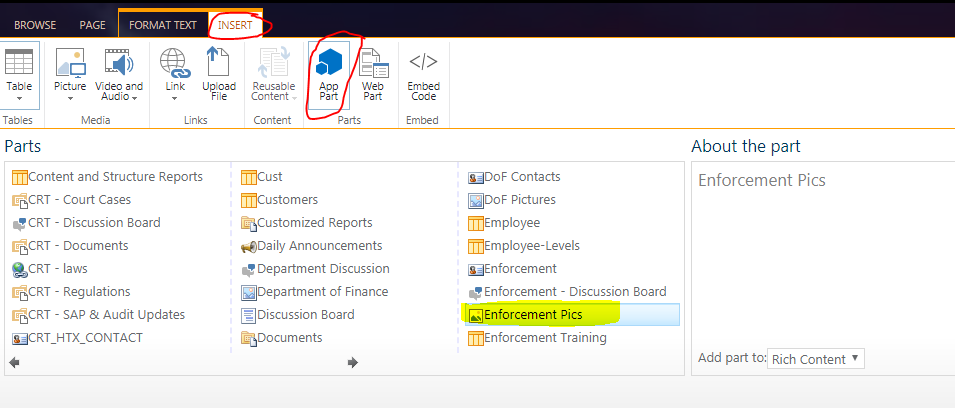 BROWSE PAGE FORMAT TEXT INSERT
Table Picture Video and Audio Link Upload File Reusable Content App Part Web Part Embed Code
Tables Media Links Content Parts Embed
Parts
Content and Structure Reports
CRT - Court Cases
CRT - Discussion Board
CRT - Documents
CRT - laws
CRT - Regulations
CRT - SAP & Audit Updates
CRT_HTX_CONTACT
Cust
Customers
Customized Reports
Daily Announcements
Department Discussion
Department of Finance
Discussion Board
Documents
DoF Contacts
DoF Pictures
Employee
Employee-Levels
Enforcement
Enforcement - Discussion Board
Enforcement Pics
Enforcement Training
About the part
Enforcement Pics
Add part to: Rich Content